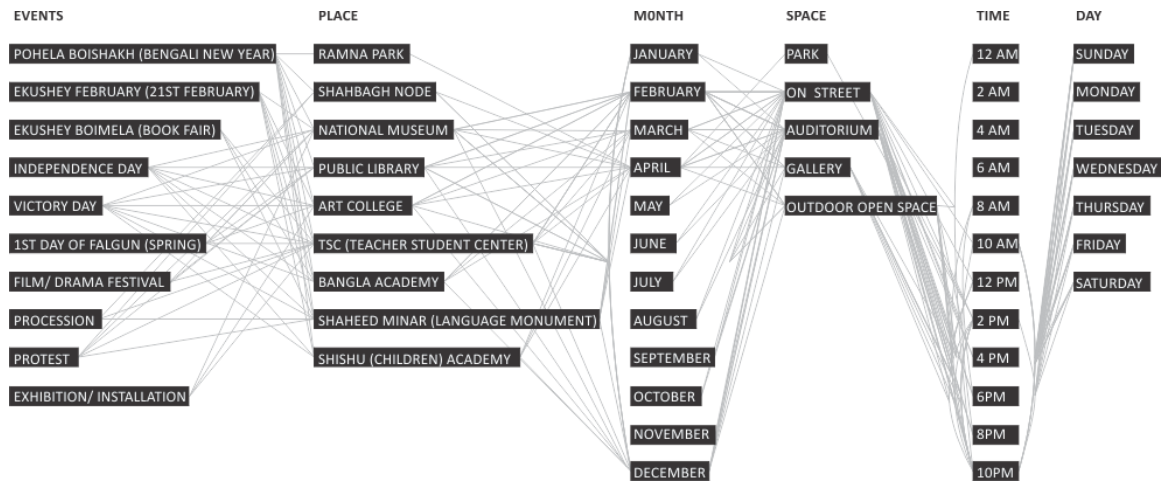 EVENTS
POHELA BOISHAKH (BENGALI NEW YEAR)
EKUSHEY FEBRUARY (21ST FEBRUARY)
EKUSHEY BOIMELA (BOOK FAIR)
INDEPENDENCE DAY
VICTORY DAY
1ST DAY OF FALGUN (SPRING)
FILM/ DRAMA FESTIVAL
PROCESSION
PROTEST
EXHIBITION/ INSTALLATION
PLACE
RAMNA PARK
SHAHBAGH NODE
NATIONAL MUSEUM
PUBLIC LIBRARY
ART COLLEGE
TSC (TEACHER STUDENT CENTER)
BANGLA ACADEMY
SHAHEED MINAR (LANGUAGE MONUMENT)
SHISHU (CHILDREN) ACADEMY
M0NTH
JANUARY
FEBRUARY
MARCH
APRIL
MAY
JUNE
JULY
AUGUST
SEPTEMBER
OCTOBER
NOVEMBER
DECEMBER
SPACE
PARK
ON STREET
AUDITORIUM
GALLERY
OUTDOOR OPEN SPACE
TIME
12 AM
2 AM
4 AM
6 AM
8 AM
10 AM
12 PM
2 PM
4 PM
6PM
8PM
10PM
DAY
SUNDAY
MONDAY
TUESDAY
WEDNESDAY
THURSDAY
FRIDAY
SATURDAY